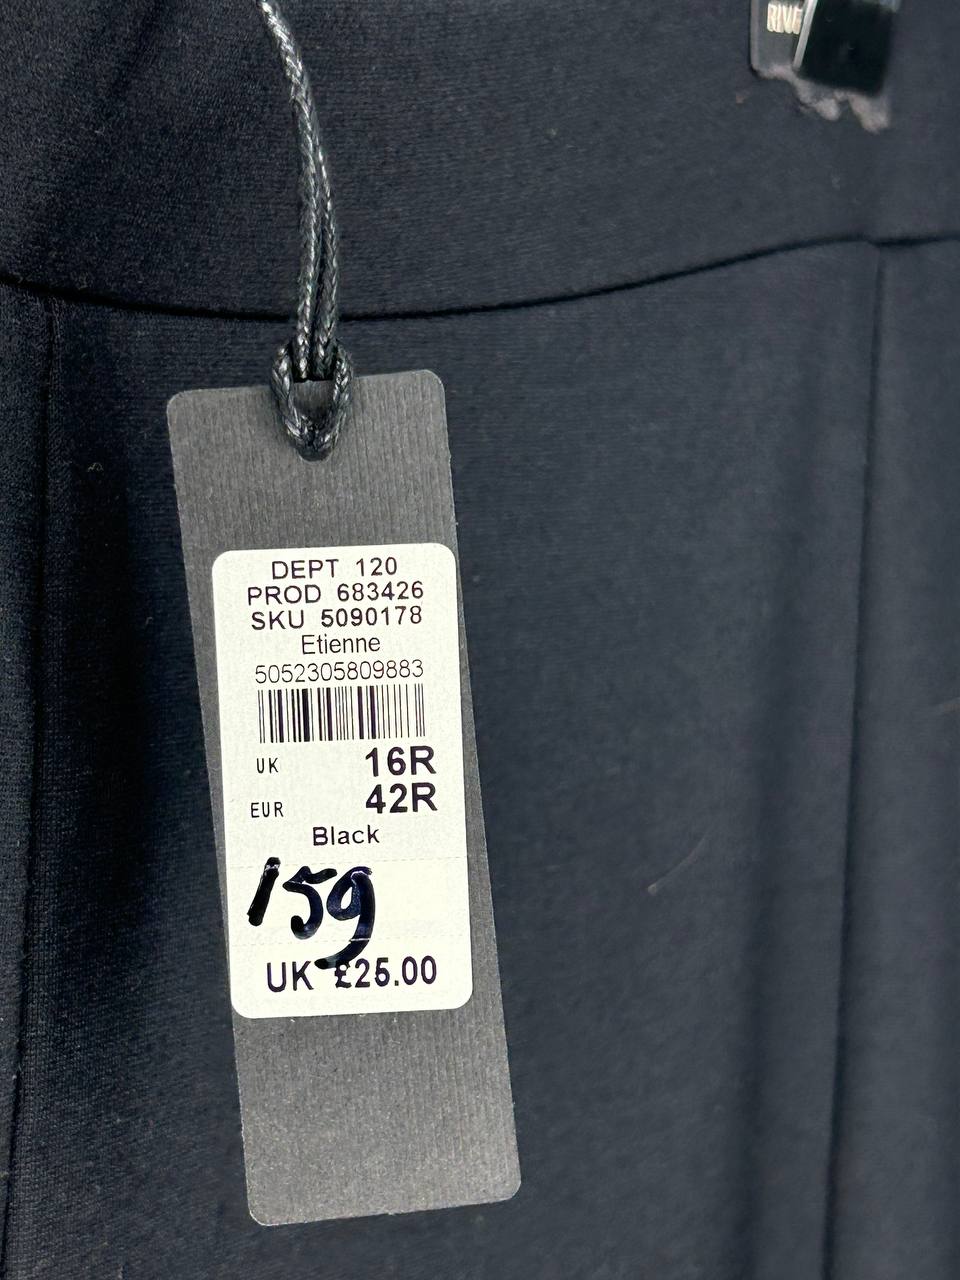 RIVE
DEPT 120
PROD 683426
SKU 5090178
Etienne
5052305809883
UK 16R
EUR 42R
Black
159
UK £25.00